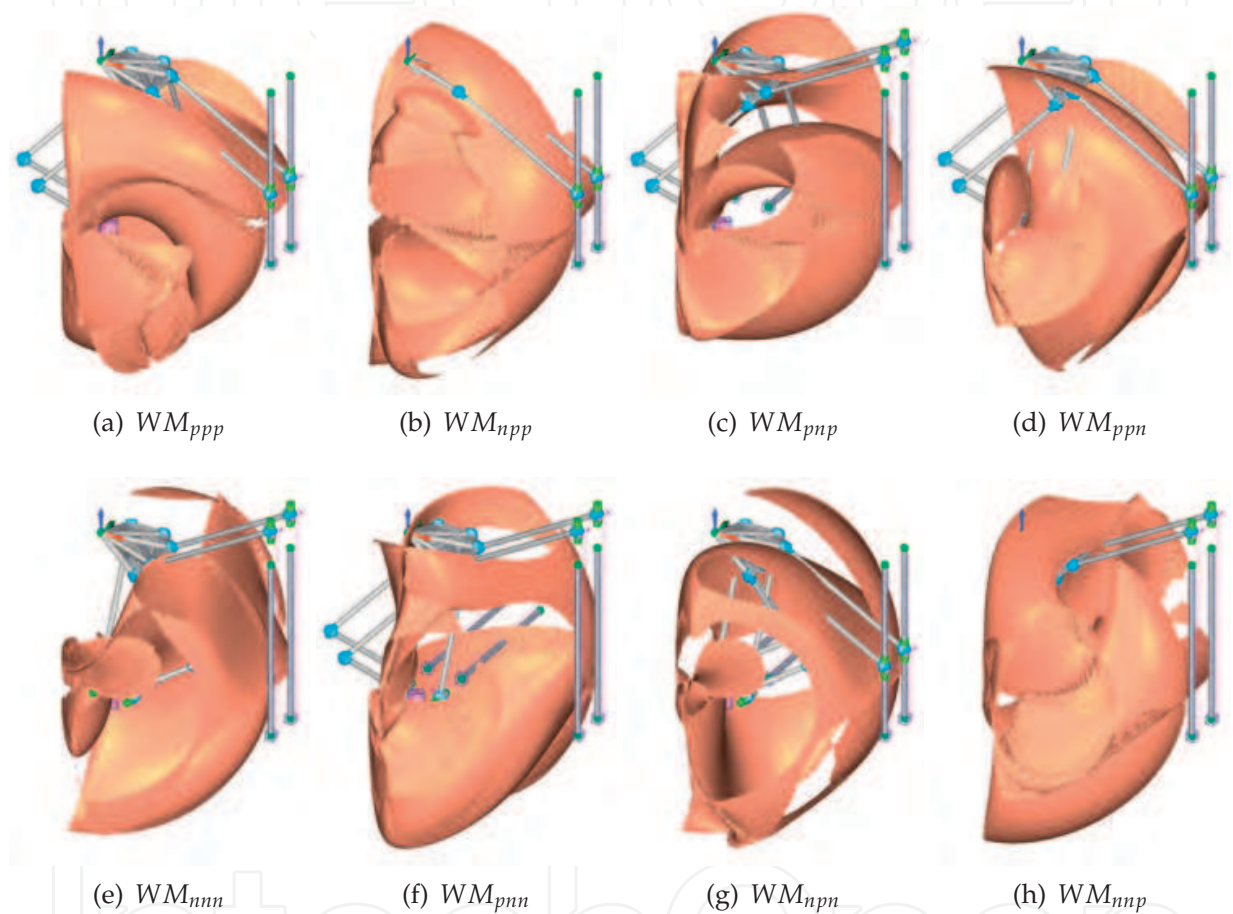 (a) WMppp
(b) WMnpp
(c) WMpnp
(d) WMppn
(e) WMnnn
(f) WMpnn
(g) WMnpn
(h) WMnnp